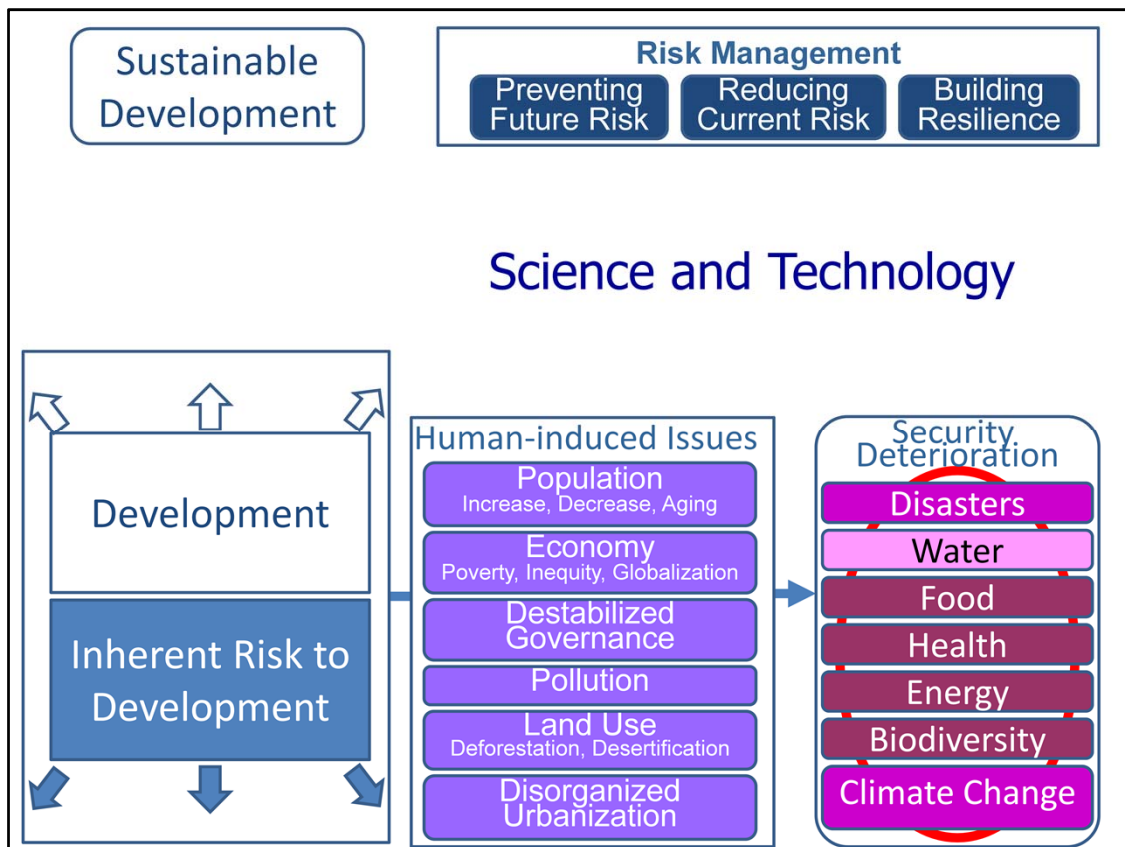 Sustainable
Development
Risk Management
Preventing
Future Risk
Reducing
Current Risk
Building
Resilience
Science and Technology
Development
Inherent Risk to
Development
Human-induced Issues
Population
Increase, Decrease, Aging
Economy
Poverty, Inequity, Globalization
Destabilized
Governance
Pollution
Land Use
Deforestation, Desertification
Disorganized
Urbanization
Security
Deterioration
Disasters
Water
Food
Health
Energy
Biodiversity
Climate Change